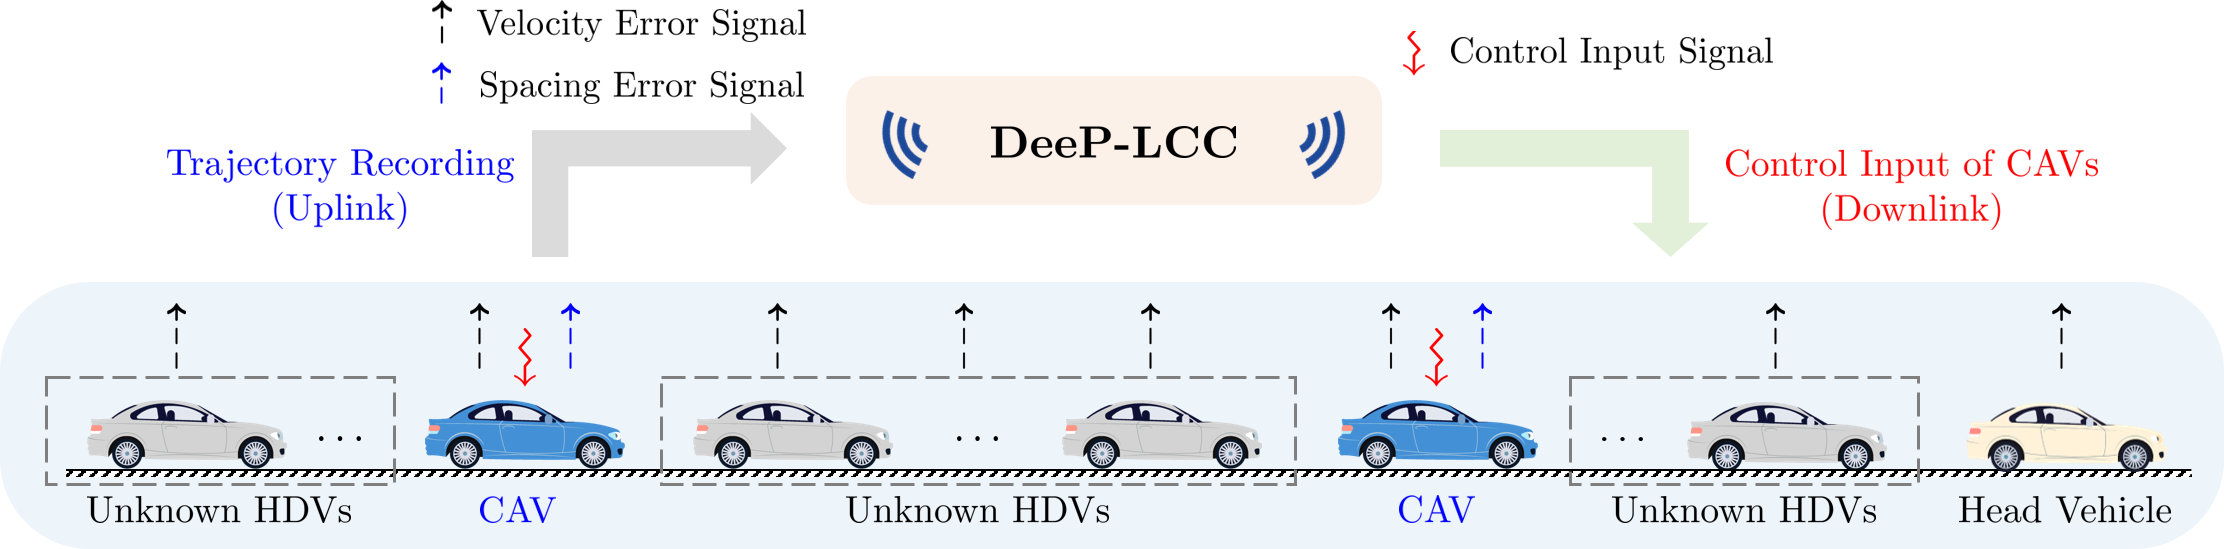 Velocity Error Signal
Spacing Error Signal
Control Input Signal
DeeP-LCC
Trajectory Recording
(Uplink)
Control Input of CAVs
(Downlink)
...
...
...
Unknown HDVs
CAV
Unknown HDVs
CAV
Unknown HDVs
Head Vehicle